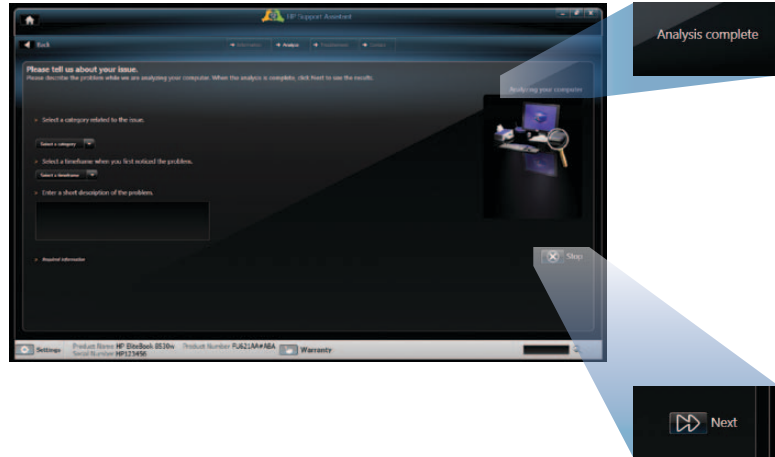 HP Support Assistant
Back
Information Analysis Troubleshoot Contact
Please tell us about your issue.
Please describe the problem while we are analyzing your computer. When the analysis is complete, click Next to use the results.
Analyzing your computer
Analysis complete
Select a category related to the issue.
Select a category
Select a timeframe when you first noticed the problem.
Select a timeframe
Enter a short description of the problem.
Required information
Stop
Settings
Product Name HP EliteBook 8530w Product Number FU621AA#ABA
Serial Number HP123456
Warranty
Next